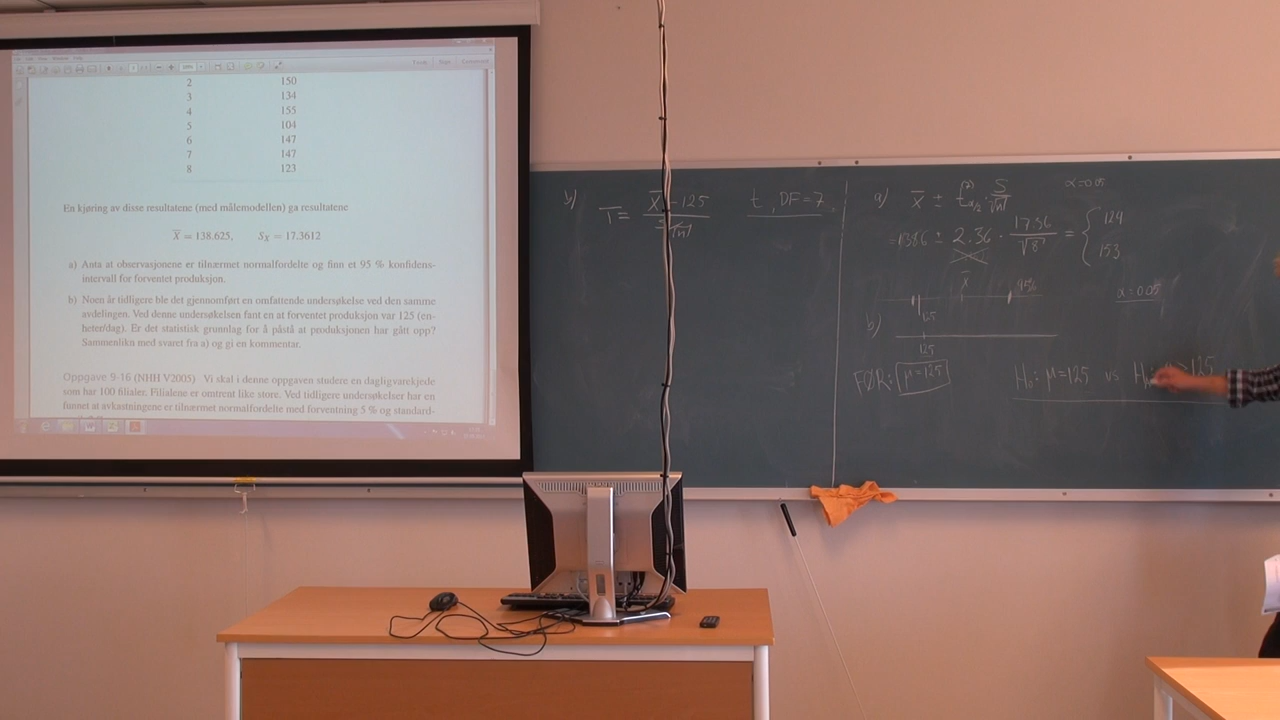 2 150
3 134
4 155
5 104
6 147
7 147
8 123
En kjøring av disse resultatene (med målemodellen) ga resultatene
X̅ = 138.625, S_X = 17.3612
a) Anta at observasjonene er tilnærmet normalfordelte og finn et 95 % konfidens-
intervall for forventet produksjon.
b) Noen år tidligere ble det gjennomført en omfattende undersøkelse ved den samme
avdelingen. Ved denne undersøkelsen fant en at forventet produksjon var 125 (en-
heter/dag). Er det statistisk grunnlag for å påstå at produksjonen har gått opp?
Sammenlikn med svaret fra a) og gi en kommentar.
Oppgave 9-16 (NHH V2005) Vi skal i denne oppgaven studere en dagligvarekjede
som har 100 filialer. Filialene er omtrent like store. Ved tidligere undersøkelser har en
funnet at avkastningene er tilnærmet normalfordelte med forventning 5 % og standard-
b) T = (X̅ - 125) / (S/√n) t, DF = 7
a) X̅ ± t_{α/2} · S/√n α = 0.05
= 138.6 ± 2.36 · 17.36/√8 = { 124
153
X̅ 95%
125 α = 0.05
b)
125
FØR: μ = 125 H₀: μ = 125 vs > 125